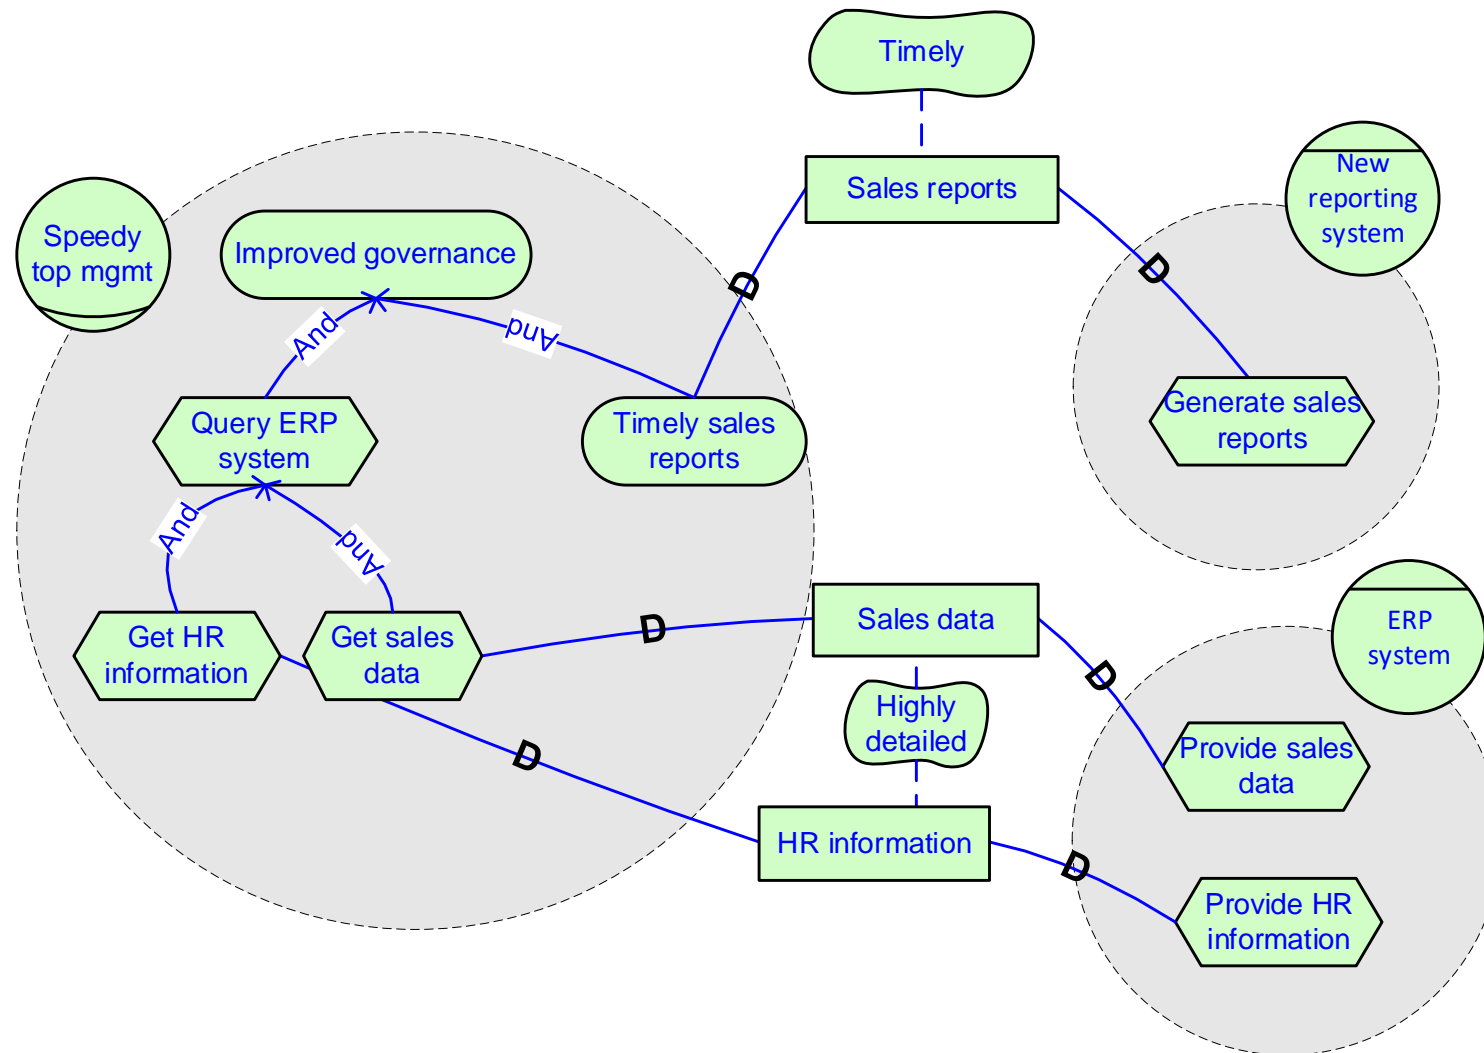 Timely
Sales reports
New
reporting
system
Speedy
top mgmt
Improved governance
D
D
And
And
Query ERP
system
Timely sales
reports
Generate sales
reports
And
And
Get HR
information
Get sales
data
D
Sales data
ERP
system
D
Highly
detailed
D
Provide sales
data
HR information
D
Provide HR
information